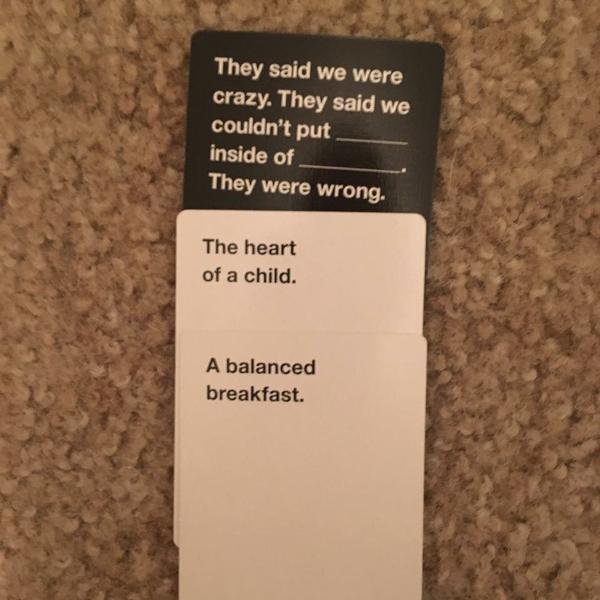 They said we were
crazy. They said we
couldn't put ______
inside of ________.
They were wrong.
The heart
of a child.
A balanced
breakfast.